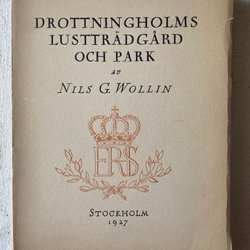 DROTTNINGHOLMS
LUSTTRÄDGÅRD
OCH PARK
av
NILS G. WOLLIN
ERS
STOCKHOLM
1927